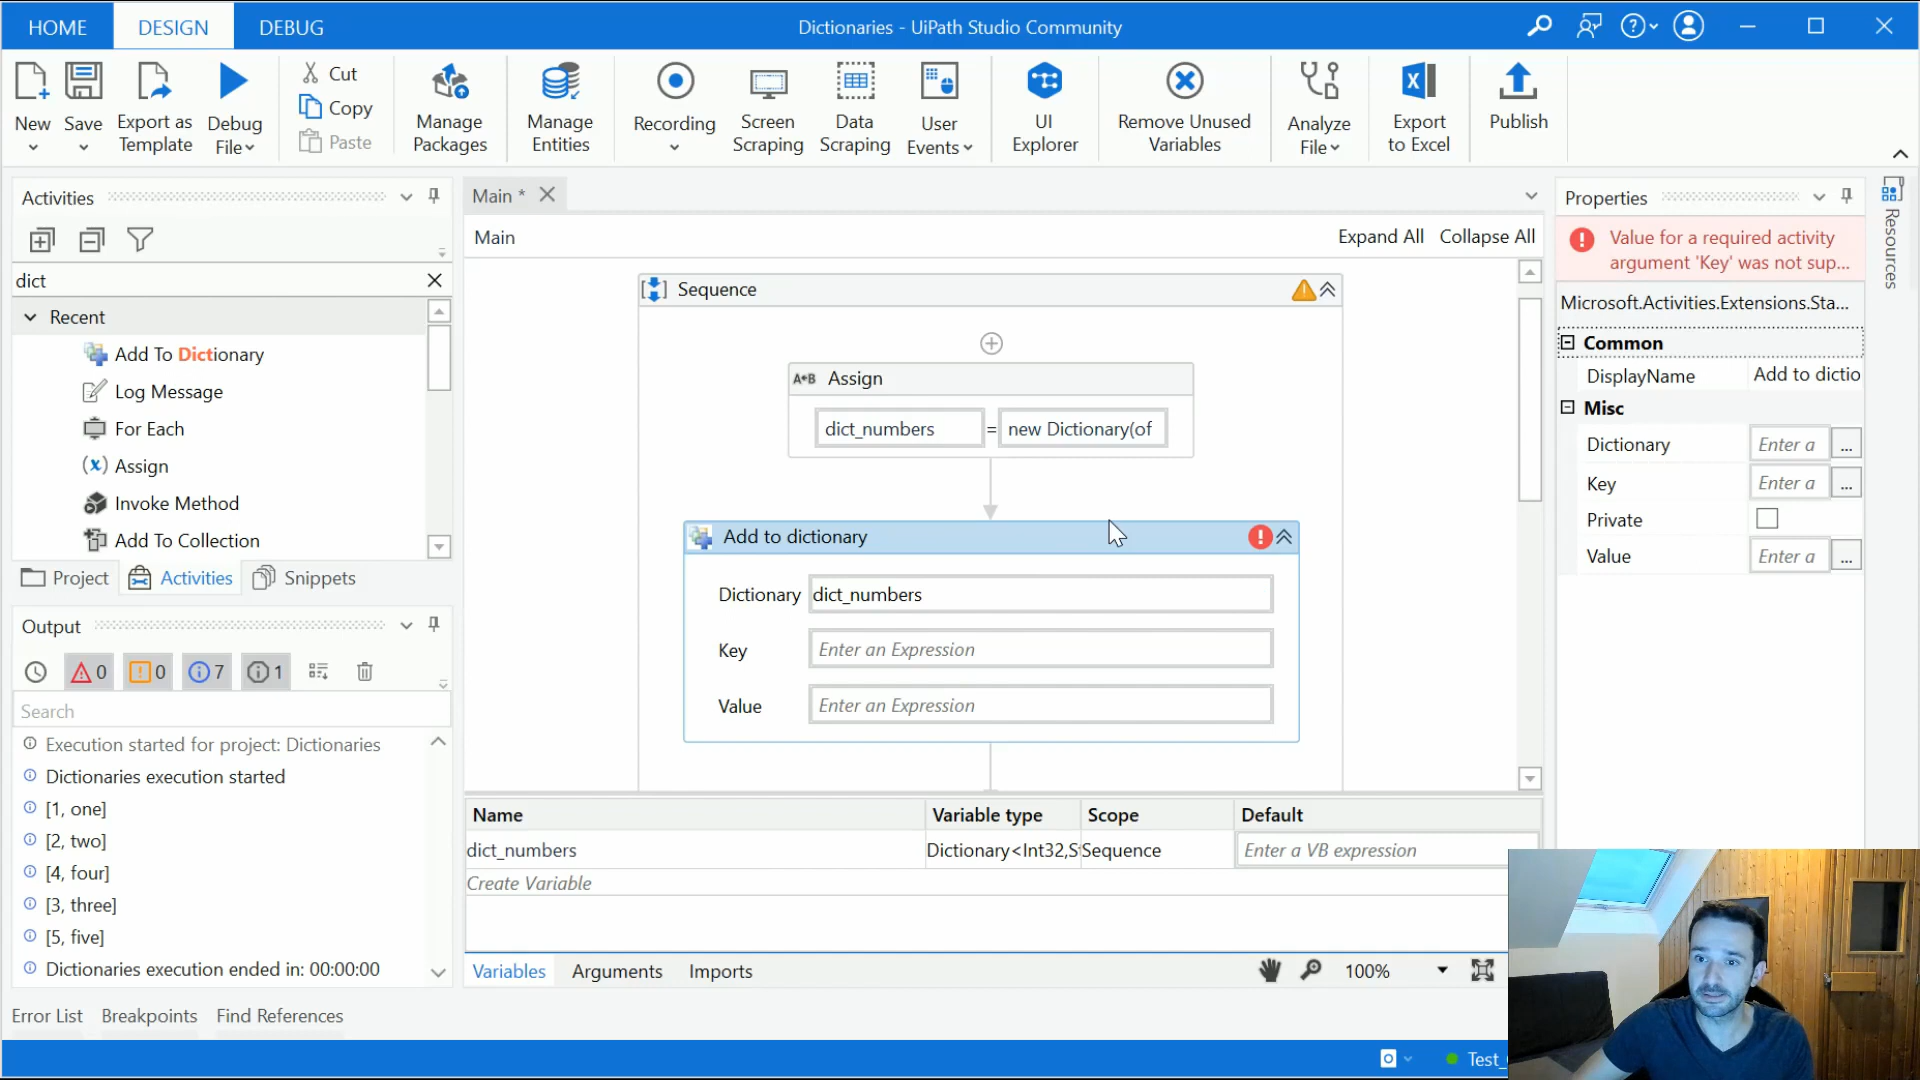 HOME DESIGN DEBUG Dictionaries - UiPath Studio Community
New Save Export as Template Debug File Cut Copy Paste Manage Packages Manage Entities Recording Screen Scraping Data Scraping User Events UI Explorer Remove Unused Variables Analyze File Export to Excel Publish
Activities
dict
Recent
Add To Dictionary
Log Message
For Each
Assign
Invoke Method
Add To Collection
Project Activities Snippets
Output
0 0 7 1
Search
Execution started for project: Dictionaries
Dictionaries execution started
[1, one]
[2, two]
[4, four]
[3, three]
[5, five]
Dictionaries execution ended in: 00:00:00
Error List Breakpoints Find References
Main *
Main Expand All Collapse All
Sequence
A+B Assign
dict_numbers = new Dictionary(of
Add to dictionary
Dictionary dict_numbers
Key Enter an Expression
Value Enter an Expression
Name Variable type Scope Default
dict_numbers Dictionary<Int32,S Sequence Enter a VB expression
Create Variable
Variables Arguments Imports 100%
Properties
Value for a required activity
argument 'Key' was not sup...
Microsoft.Activities.Extensions.Sta...
Common
DisplayName Add to dictio
Misc
Dictionary Enter a ...
Key Enter a ...
Private
Value Enter a ...
Resources
Test_